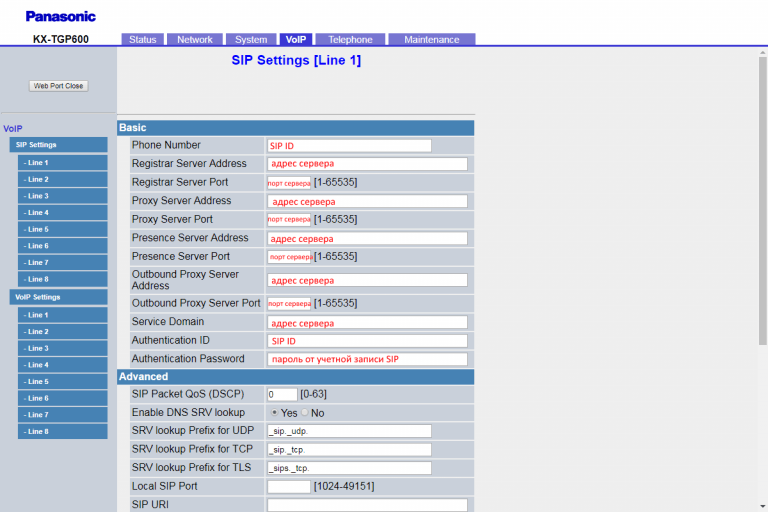 Panasonic
KX-TGP600
Status Network System VoIP Telephone Maintenance
SIP Settings [Line 1]
Web Port Close
VoIP
SIP Settings
- Line 1
- Line 2
- Line 3
- Line 4
- Line 5
- Line 6
- Line 7
- Line 8
VoIP Settings
- Line 1
- Line 2
- Line 3
- Line 4
- Line 5
- Line 6
- Line 7
- Line 8
Basic
Phone Number SIP ID
Registrar Server Address адрес сервера
Registrar Server Port порт сервера [1-65535]
Proxy Server Address адрес сервера
Proxy Server Port порт сервера [1-65535]
Presence Server Address адрес сервера
Presence Server Port порт сервера [1-65535]
Outbound Proxy Server
Address адрес сервера
Outbound Proxy Server Port порт сервера [1-65535]
Service Domain адрес сервера
Authentication ID SIP ID
Authentication Password пароль от учетной записи SIP
Advanced
SIP Packet QoS (DSCP) 0 [0-63]
Enable DNS SRV lookup Yes No
SRV lookup Prefix for UDP _sip._udp.
SRV lookup Prefix for TCP _sip._tcp.
SRV lookup Prefix for TLS _sips._tcp.
Local SIP Port [1024-49151]
SIP URI